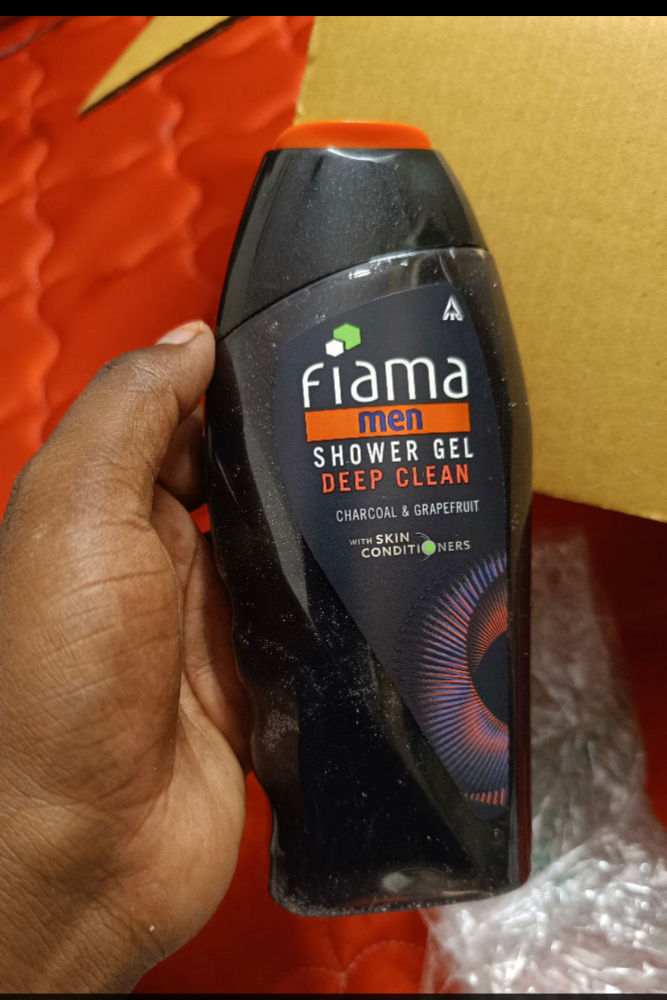 fiama
men
SHOWER GEL
DEEP CLEAN
CHARCOAL & GRAPEFRUIT
WITH SKIN
CONDITIONERS